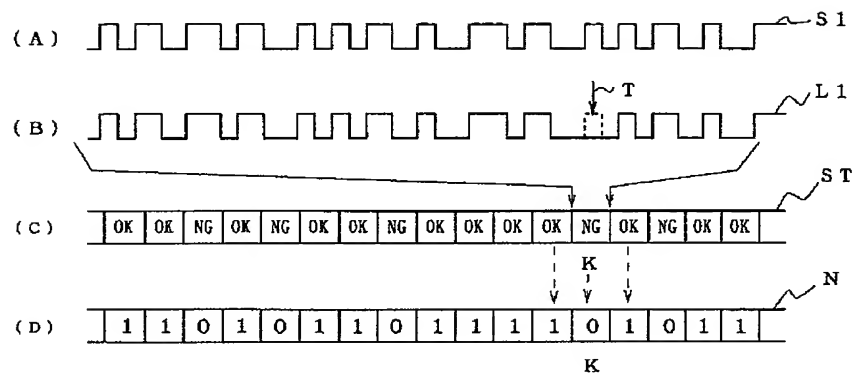 (A) S1
(B) T L1
(C) OK OK NG OK NG OK OK NG OK OK OK OK NG OK NG OK OK ST
K
(D) 1 1 0 1 0 1 1 0 1 1 1 1 0 1 0 1 1 N
K